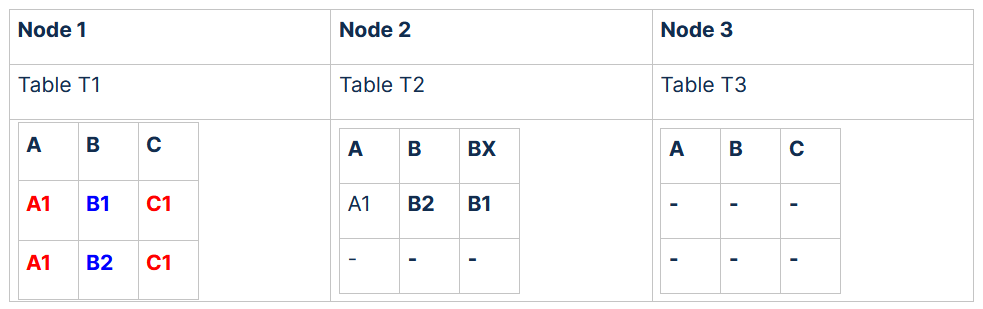 Node 1 Node 2 Node 3
Table T1 Table T2 Table T3
A B C
A1 B1 C1
A1 B2 C1
A B BX
A1 B2 B1
- - -
A B C
- - -
- - -